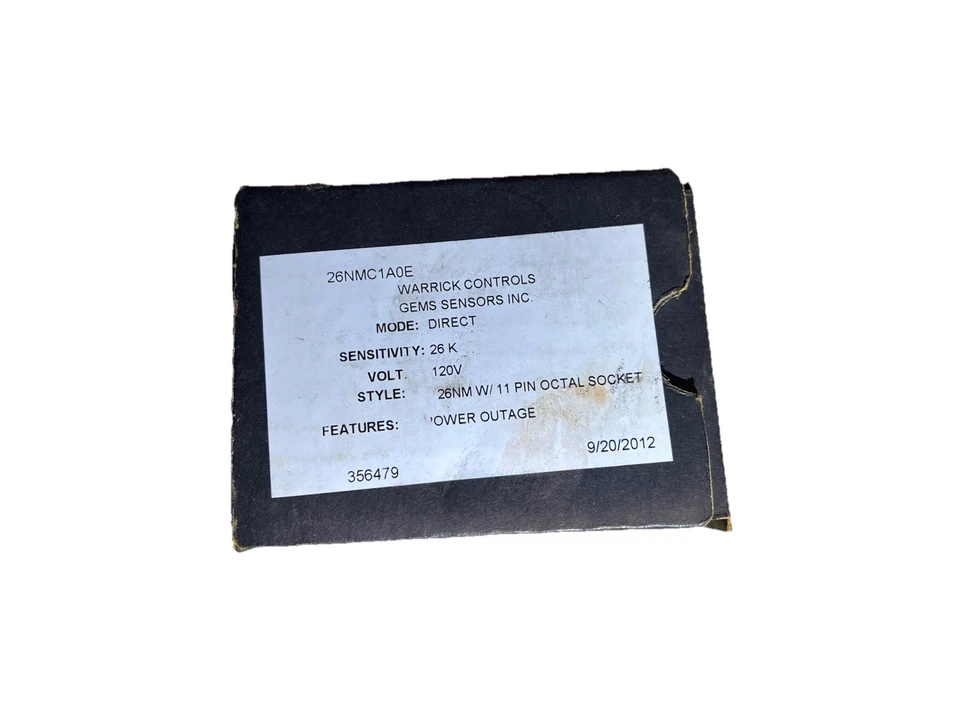 26NMC1A0E
WARRICK CONTROLS
GEMS SENSORS INC.
MODE: DIRECT
SENSITIVITY: 26 K
VOLT. 120V
STYLE: 26NM W/ 11 PIN OCTAL SOCKET
FEATURES: POWER OUTAGE
356479 9/20/2012